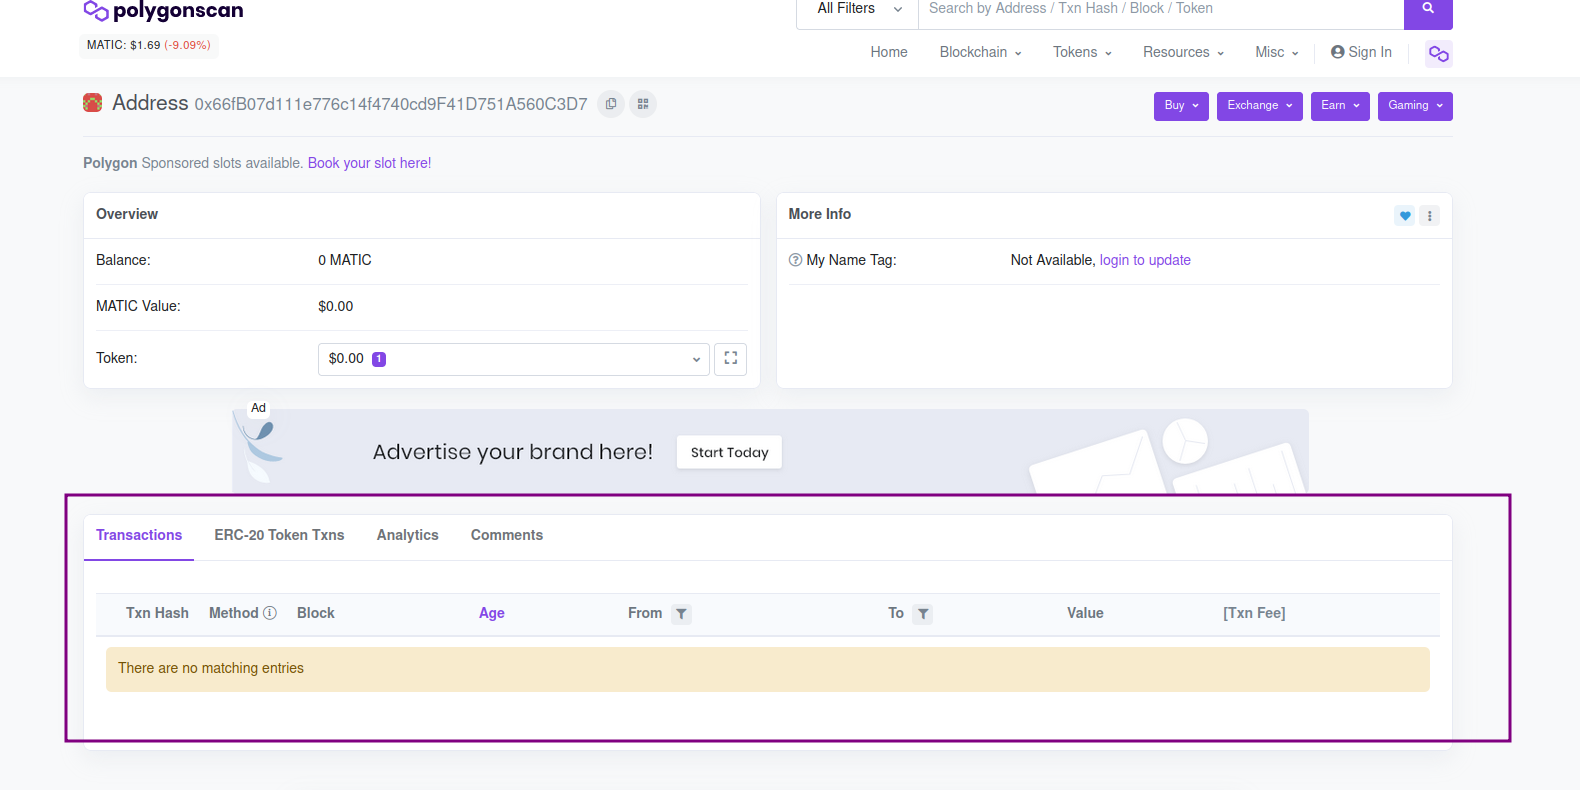 polygonscan
All Filters
Search by Address / Txn Hash / Block / Token
MATIC: $1.69 (-9.09%)
Home Blockchain Tokens Resources Misc Sign In
Address 0x66fB07d111e776c14f4740cd9F41D751A560C3D7
Buy Exchange Earn Gaming
Polygon Sponsored slots available. Book your slot here!
Overview
Balance: 0 MATIC
MATIC Value: $0.00
Token: $0.00 1
More Info
My Name Tag: Not Available, login to update
Ad
Advertise your brand here! Start Today
Transactions ERC-20 Token Txns Analytics Comments
Txn Hash Method Block Age From To Value [Txn Fee]
There are no matching entries